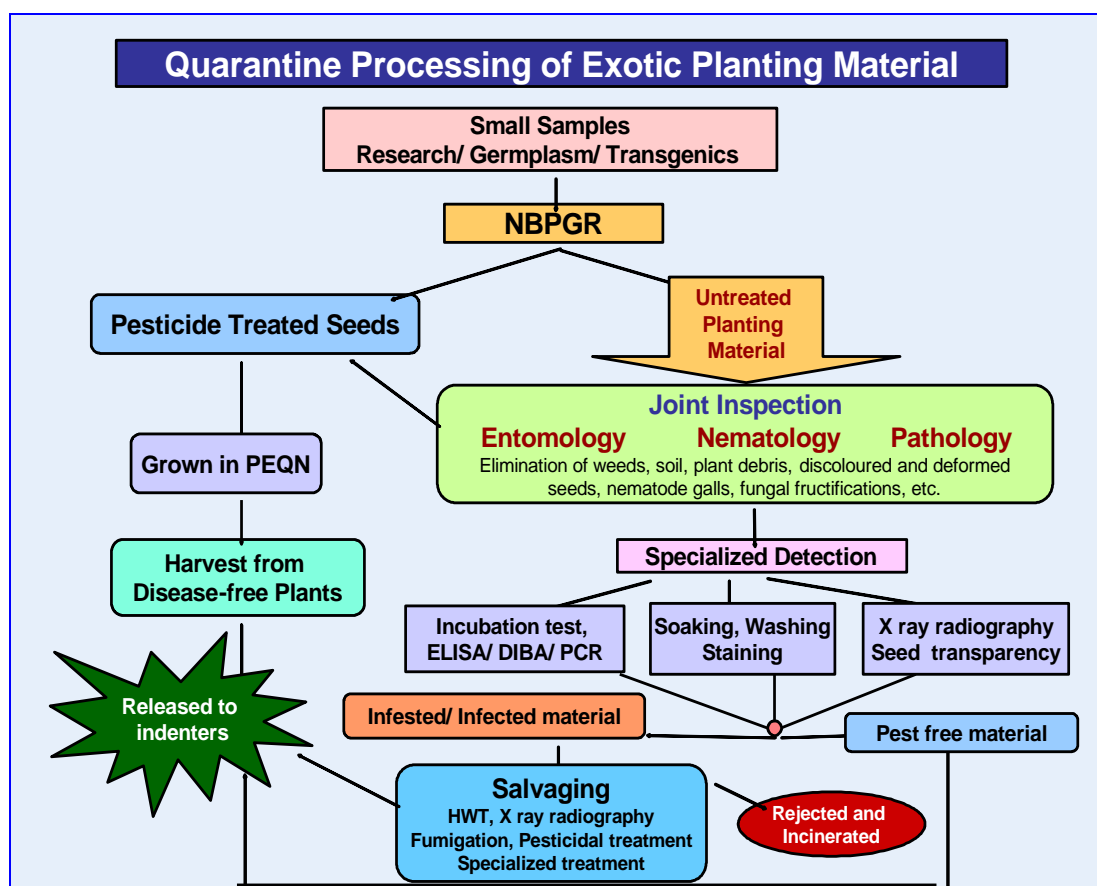 Quarantine Processing of Exotic Planting Material
Small Samples
Research/ Germplasm/ Transgenics
NBPGR
Pesticide Treated Seeds
Untreated
Planting
Material
Joint Inspection
Entomology Nematology Pathology
Elimination of weeds, soil, plant debris, discoloured and deformed
seeds, nematode galls, fungal fructifications, etc.
Grown in PEQN
Specialized Detection
Harvest from
Disease-free Plants
Incubation test,
ELISA/ DIBA/ PCR
Soaking, Washing
Staining
X ray radiography
Seed transparency
Released to
indenters
Infested/ Infected material
Pest free material
Salvaging
HWT, X ray radiography
Fumigation, Pesticidal treatment
Specialized treatment
Rejected and
Incinerated